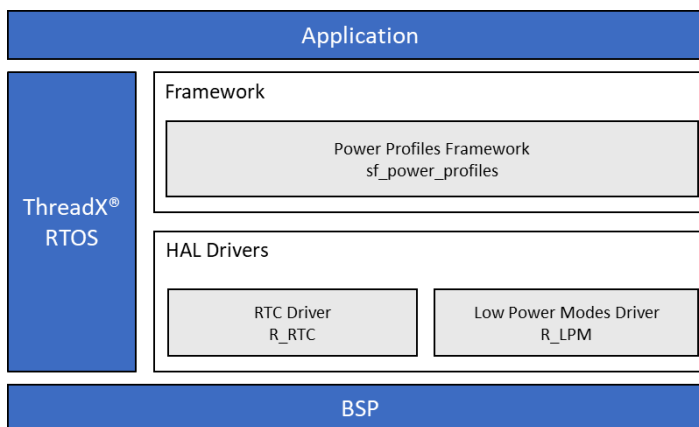 Application
ThreadX®
RTOS
Framework
Power Profiles Framework
sf_power_profiles
HAL Drivers
RTC Driver
R_RTC
Low Power Modes Driver
R_LPM
BSP